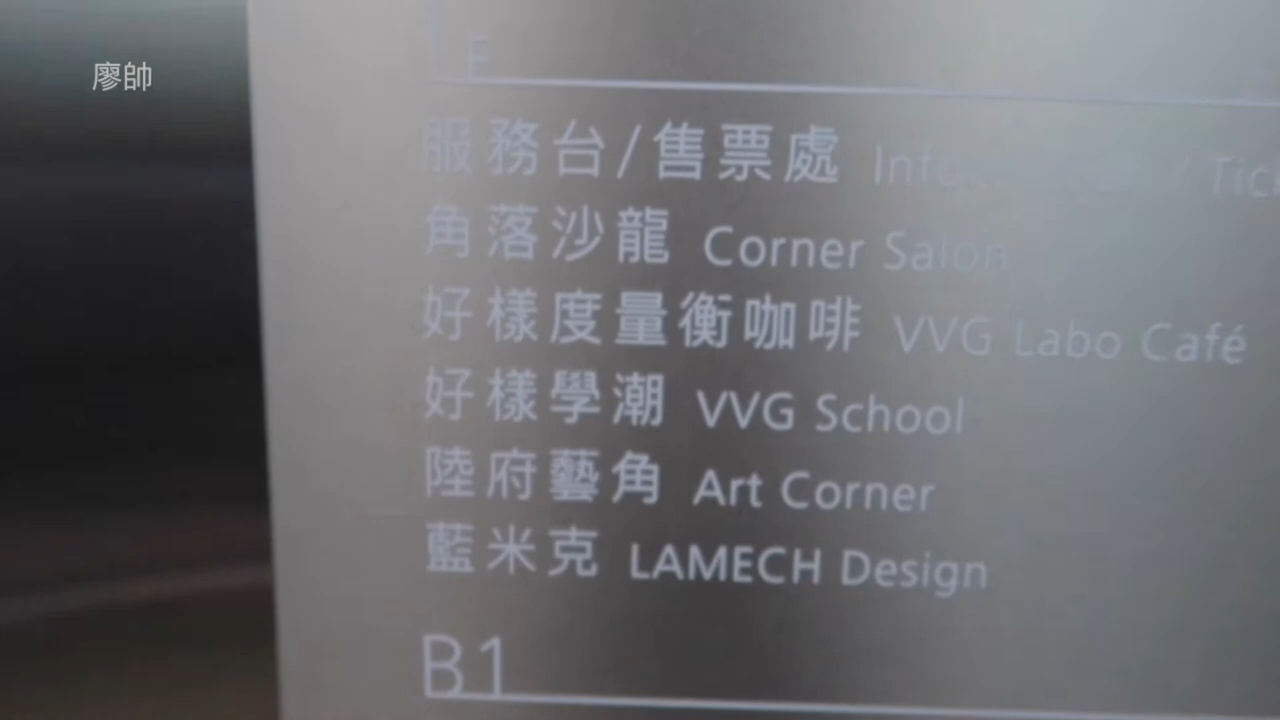 廖帥
F
服務台/售票處
角落沙龍 Corner Salon
好樣度量衡咖啡 VVG Labo Café
好樣學潮 VVG School
陸府藝角 Art Corner
藍米克 LAMECH Design
B1